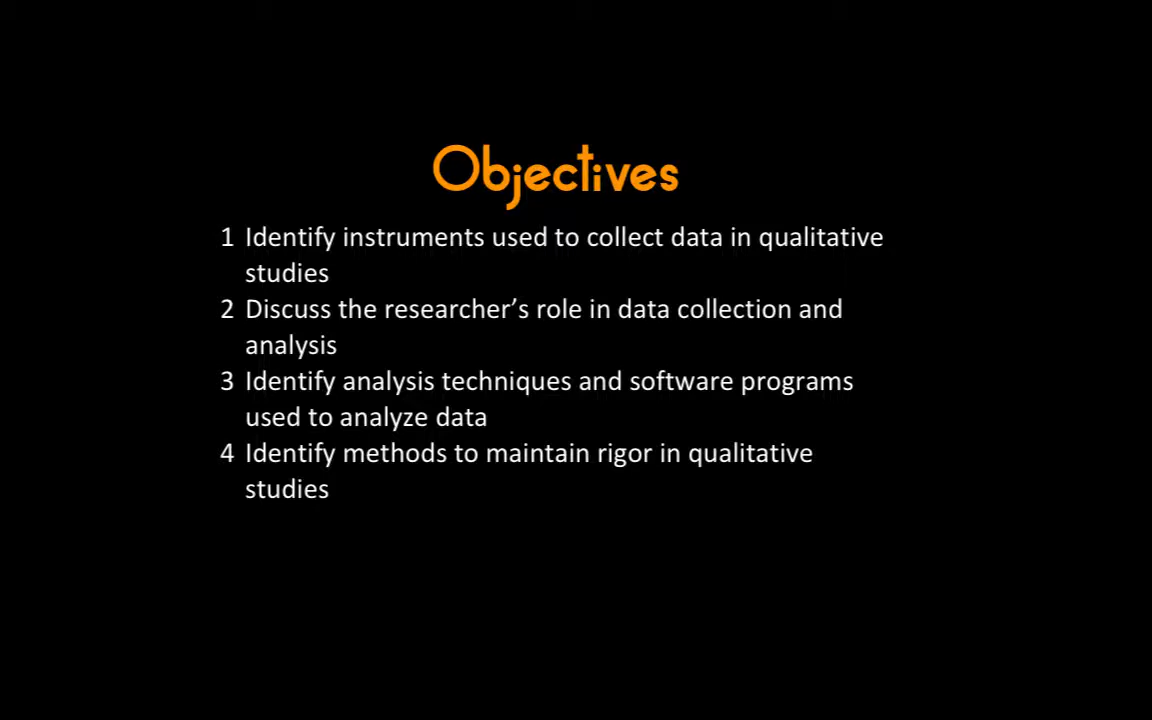 Objectives
1 Identify instruments used to collect data in qualitative
studies
2 Discuss the researcher’s role in data collection and
analysis
3 Identify analysis techniques and software programs
used to analyze data
4 Identify methods to maintain rigor in qualitative
studies